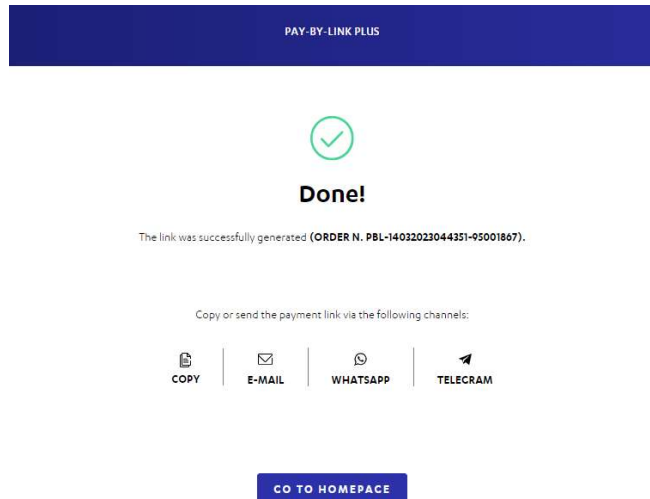 PAY-BY-LINK PLUS
Done!
The link was successfully generated (ORDER N. PBL-14032023044351-95001867).
Copy or send the payment link via the following channels:
COPY E-MAIL WHATSAPP TELEGRAM
GO TO HOMEPAGE